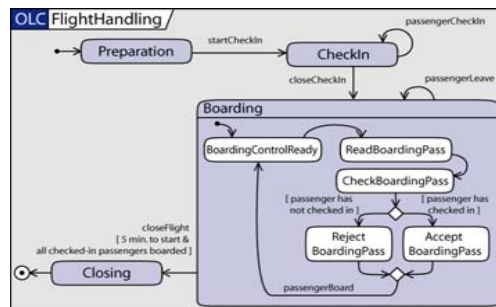 OLC FlightHandling
passengerCheckIn
startCheckIn
Preparation
CheckIn
closeCheckIn
passengerLeave
Boarding
BoardingControlReady
ReadBoardingPass
CheckBoardingPass
[ passenger has
not checked in ]
[ passenger has
checked in ]
Reject
BoardingPass
Accept
BoardingPass
passengerBoard
closeFlight
[ 5 min. to start &
all checked-in passengers boarded ]
Closing